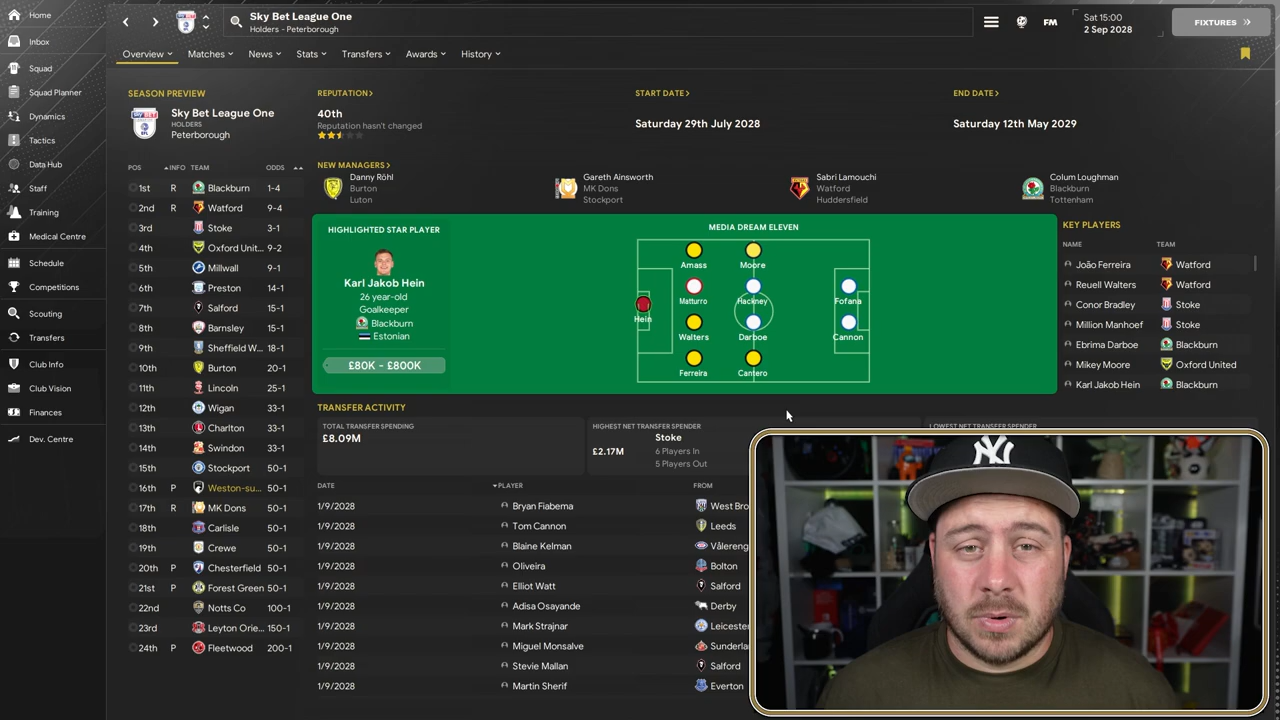 Home
Inbox
Squad
Squad Planner
Dynamics
Tactics
Data Hub
Staff
Training
Medical Centre
Schedule
Competitions
Scouting
Transfers
Club Info
Club Vision
Finances
Dev. Centre
Sky Bet League One
Holders - Peterborough
FM
Sat 15:00
2 Sep 2028
FIXTURES
Overview
Matches
News
Stats
Transfers
Awards
History
SEASON PREVIEW
Sky Bet League One
HOLDERS
Peterborough
REPUTATION
40th
Reputation hasn't changed
START DATE
Saturday 29th July 2028
END DATE
Saturday 12th May 2029
NEW MANAGERS
Danny Röhl
Burton
Luton
Gareth Ainsworth
MK Dons
Stockport
Sabri Lamouchi
Watford
Huddersfield
Colum Loughman
Blackburn
Tottenham
POS INFO TEAM ODDS
1st R Blackburn 1-4
2nd R Watford 9-4
3rd Stoke 3-1
4th Oxford Unit... 9-2
5th Millwall 9-1
6th Preston 14-1
7th Salford 15-1
8th Barnsley 15-1
9th Sheffield W... 18-1
10th Burton 20-1
11th Lincoln 25-1
12th Wigan 33-1
13th Charlton 33-1
14th Swindon 33-1
15th Stockport 50-1
16th P Weston-su... 50-1
17th R MK Dons 50-1
18th Carlisle 50-1
19th Crewe 50-1
20th P Chesterfield 50-1
21st P Forest Green 50-1
22nd Notts Co 100-1
23rd Leyton Orie... 150-1
24th P Fleetwood 200-1
HIGHLIGHTED STAR PLAYER
Karl Jakob Hein
26 year-old
Goalkeeper
Blackburn
Estonian
£80K - £800K
MEDIA DREAM ELEVEN
Amass
Moore
Matturro
Hackney
Fofana
Hein
Walters
Darboe
Cannon
Ferreira
Cantero
KEY PLAYERS
NAME TEAM
João Ferreira Watford
Reuell Walters Watford
Conor Bradley Stoke
Million Manhoef Stoke
Ebrima Darboe Blackburn
Mikey Moore Oxford United
Karl Jakob Hein Blackburn
TRANSFER ACTIVITY
TOTAL TRANSFER SPENDING
£8.09M
HIGHEST NET TRANSFER SPENDER
Stoke
£2.17M
6 Players In
5 Players Out
LOWEST NET TRANSFER SPENDER
DATE PLAYER FROM
1/9/2028 Bryan Fiabema West Bro
1/9/2028 Tom Cannon Leeds
1/9/2028 Blaine Kelman Vålereng
1/9/2028 Oliveira Bolton
1/9/2028 Elliot Watt Salford
1/9/2028 Adisa Osayande Derby
1/9/2028 Mark Strajnar Leicester
1/9/2028 Miguel Monsalve Sunderla
1/9/2028 Stevie Mallan Salford
1/9/2028 Martin Sherif Everton